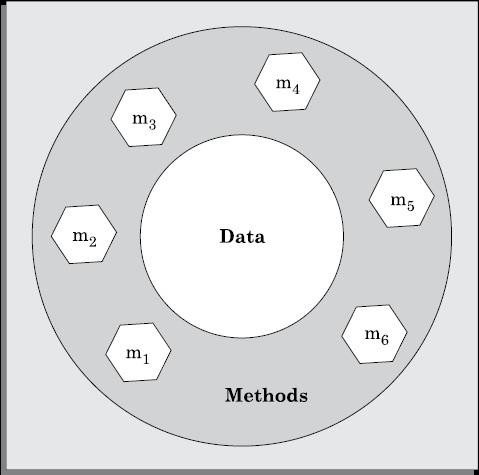 m₄
m₃
m₅
m₂
Data
m₆
m₁
Methods